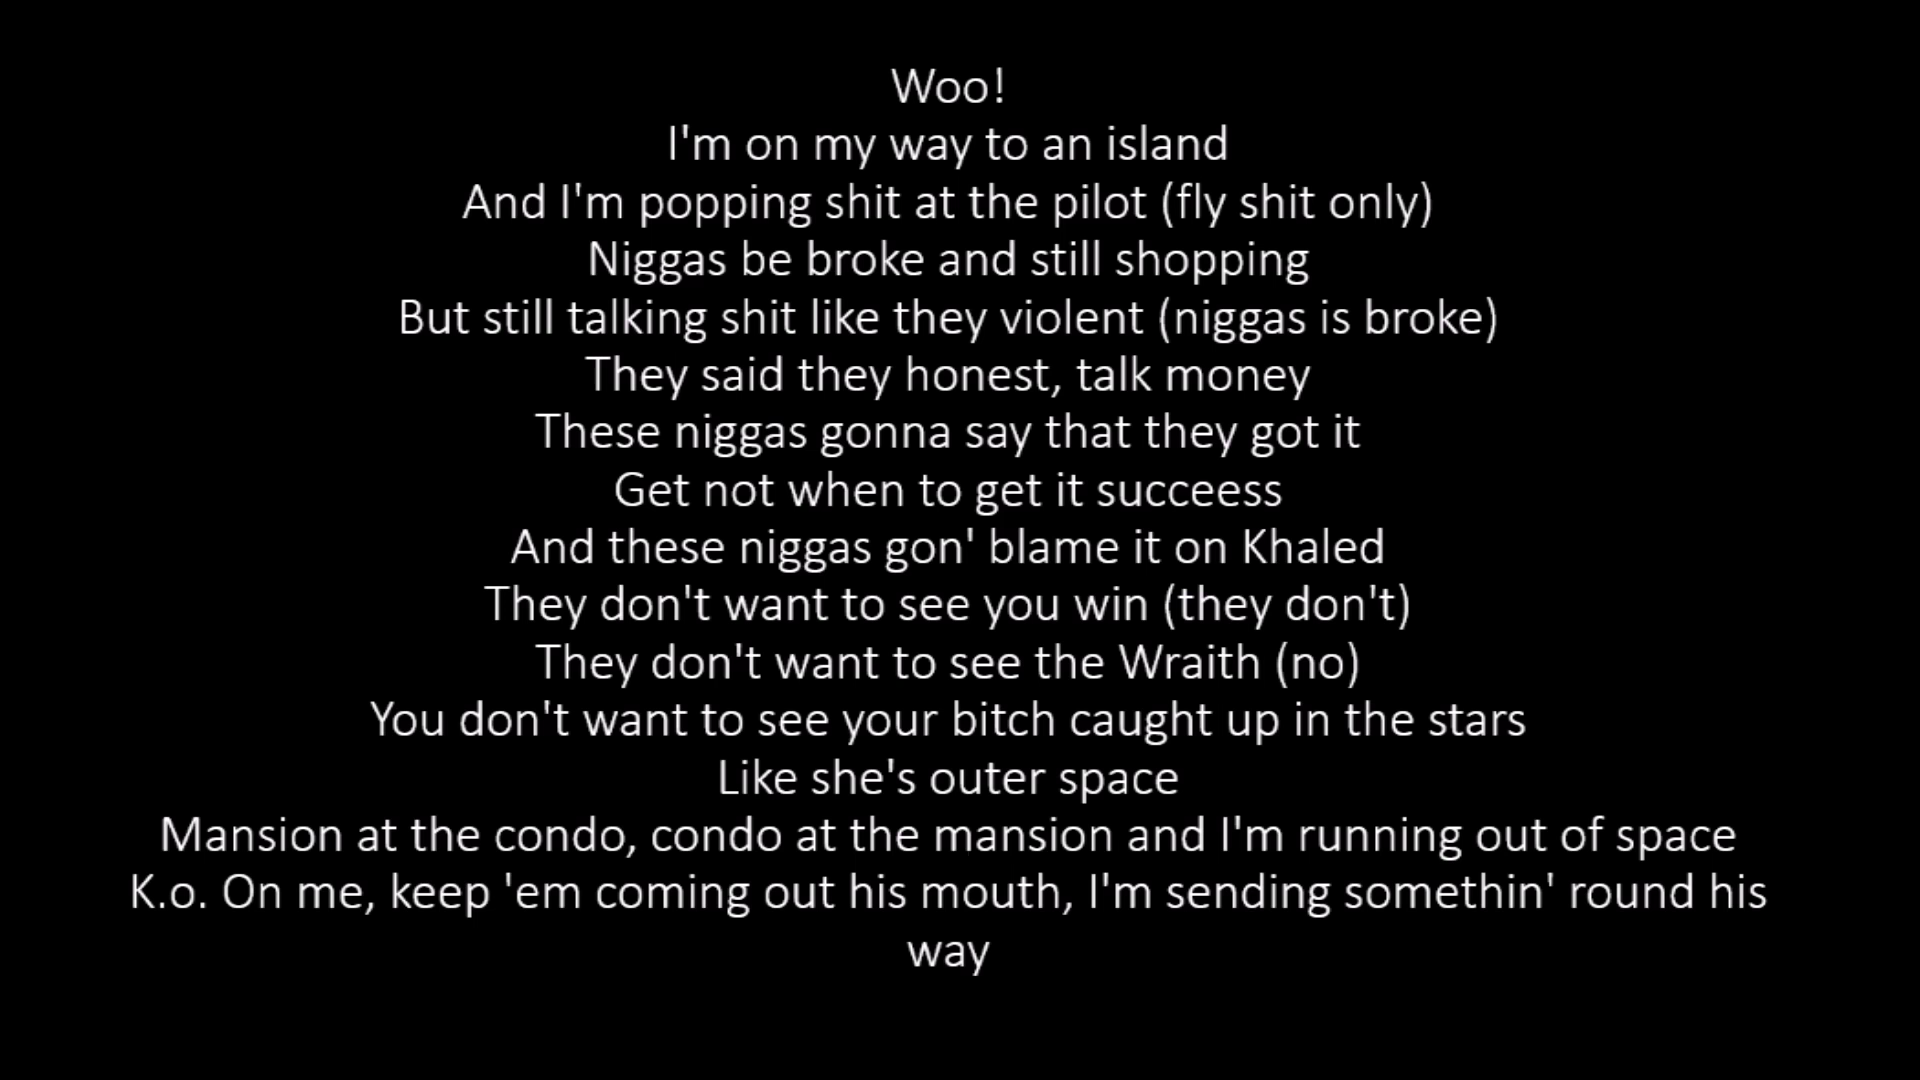 Woo!
I'm on my way to an island
And I'm popping shit at the pilot (fly shit only)
Niggas be broke and still shopping
But still talking shit like they violent (niggas is broke)
They said they honest, talk money
These niggas gonna say that they got it
Get not when to get it succeess
And these niggas gon' blame it on Khaled
They don't want to see you win (they don't)
They don't want to see the Wraith (no)
You don't want to see your bitch caught up in the stars
Like she's outer space
Mansion at the condo, condo at the mansion and I'm running out of space
K.o. On me, keep 'em coming out his mouth, I'm sending somethin' round his
way